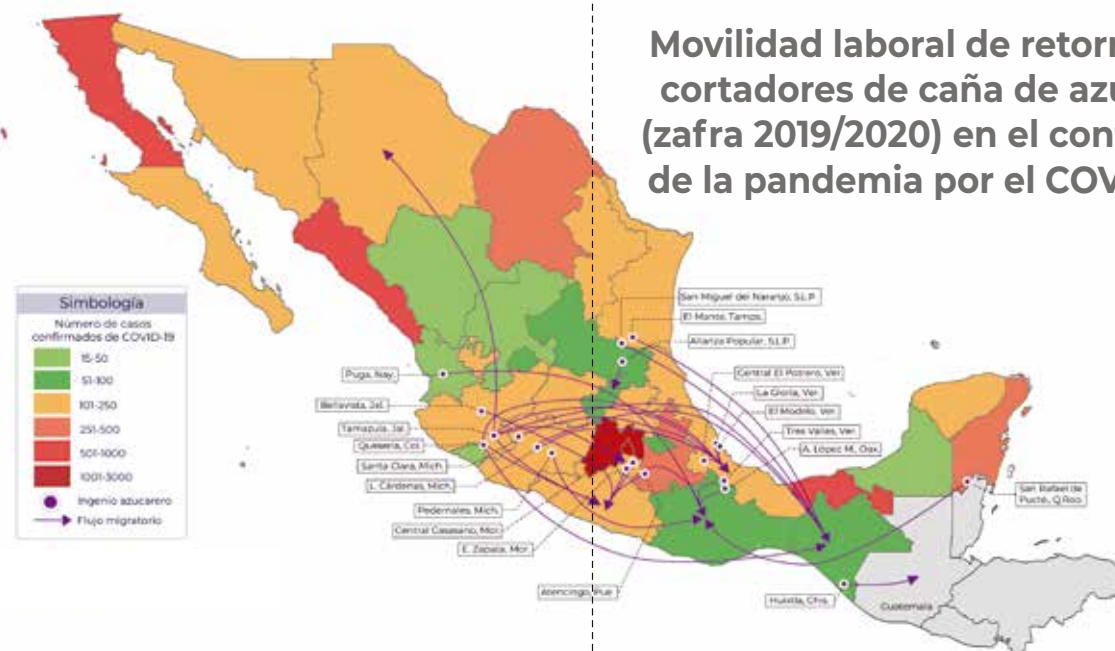 Movilidad laboral de retorn
cortadores de caña de azú
(zafra 2019/2020) en el con
de la pandemia por el COV
Simbología
Número de casos
confirmados de COVID-19
15-50
51-100
101-250
251-500
501-1000
1001-3000
Ingenio azucarero
Flujo migratorio
San Miguel del Naranjo, S.L.P.
El Mante, Tamps.
Alianza Popular, S.L.P.
Puga, Nay.
Central El Potrero, Ver.
La Gloria, Ver.
Bellavista, Jal.
El Modelo, Ver.
Tamazula, Jal.
Tres Valles, Ver.
Quesería, Col.
A. López M., Oax.
Santa Clara, Mich.
L. Cárdenas, Mich.
San Rafael de
Pucté, Q.Roo.
Pedernales, Mich.
Central Casasano, Mor.
E. Zapata, Mor.
Atencingo, Pue.
Huixtla, Chis.
Guatemala